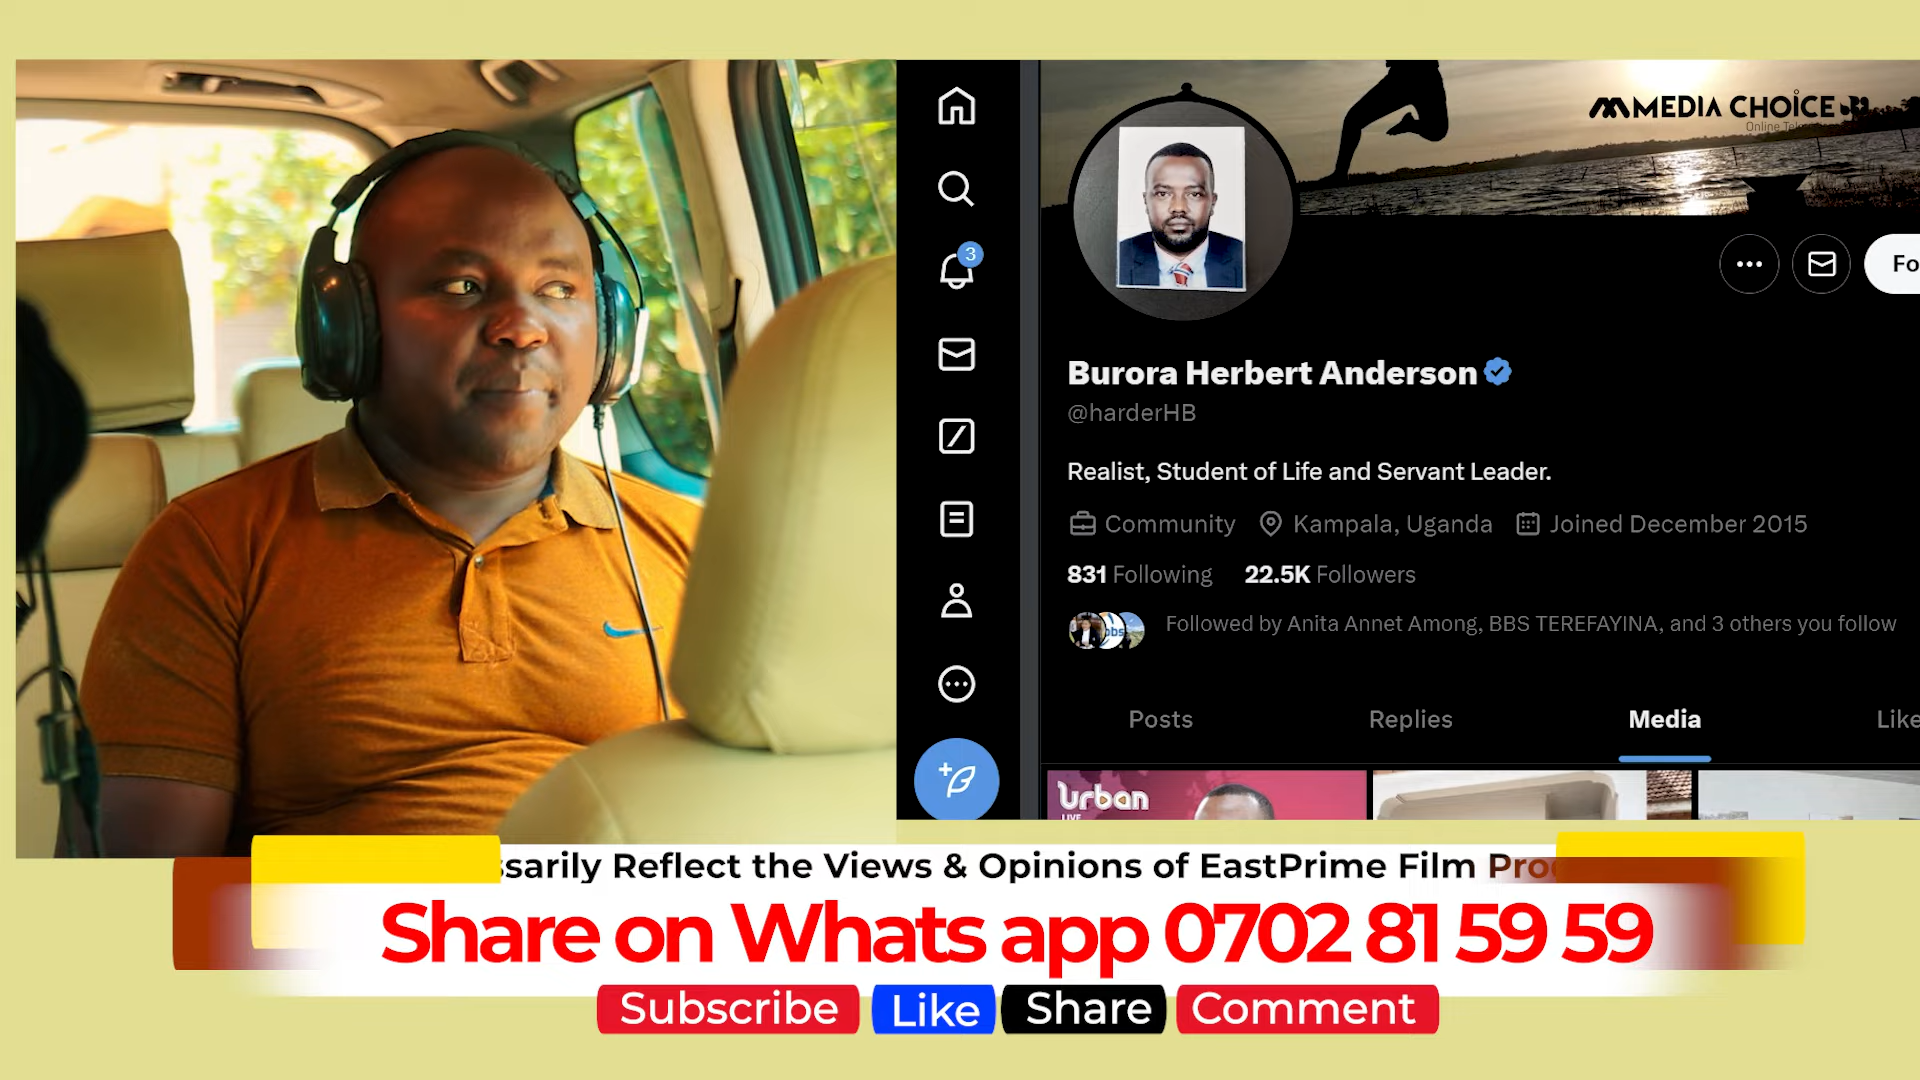 MEDIA CHOICE
3
Fo
Burora Herbert Anderson
@harderHB
Realist, Student of Life and Servant Leader.
Community Kampala, Uganda Joined December 2015
831 Following 22.5K Followers
Followed by Anita Annet Among, BBS TEREFAYINA, and 3 others you follow
Posts Replies Media Like
urban
LIVE
ssarily Reflect the Views & Opinions of EastPrime Film Pro
Share on Whats app 0702 81 59 59
Subscribe Like Share Comment